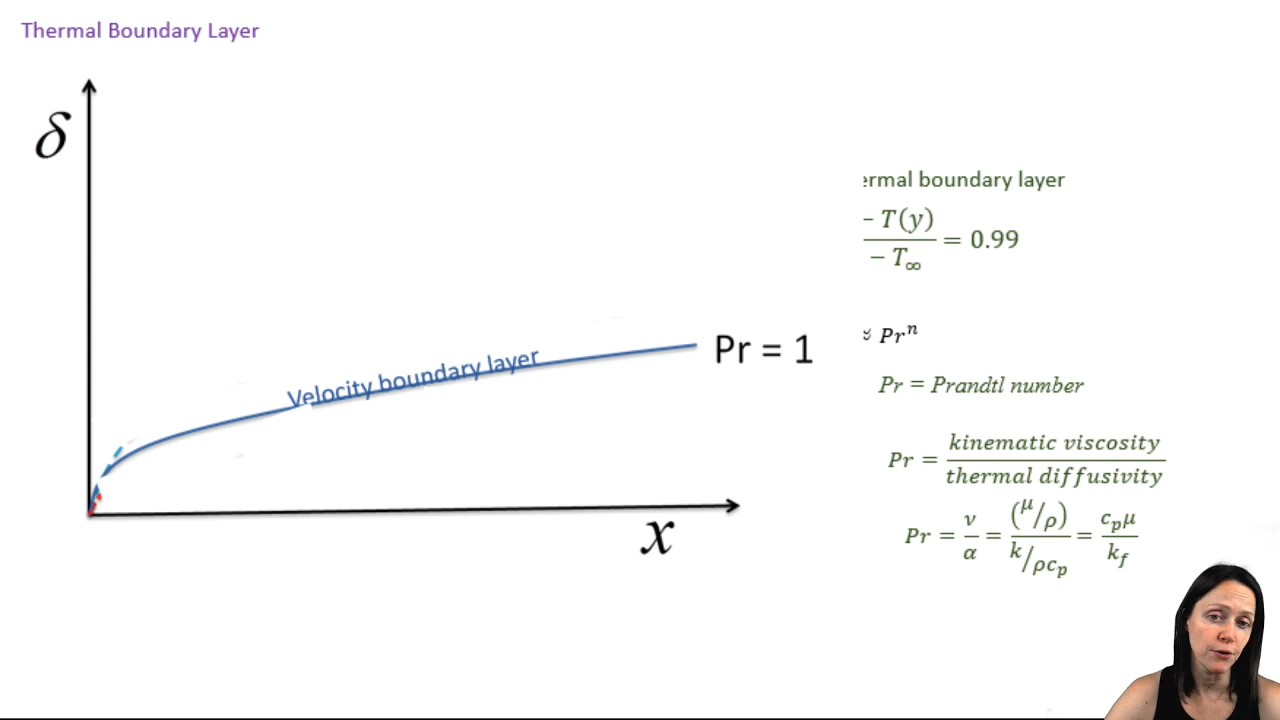 Thermal Boundary Layer
δ
ermal boundary layer
− T(y)
− T∞
= 0.99
≈ Prⁿ
Pr = 1
Velocity boundary layer
Pr = Prandtl number
Pr = kinematic viscosity / thermal diffusivity
Pr = ν/α = (μ/ρ) / k/ρcₚ = cₚμ / k_f
x